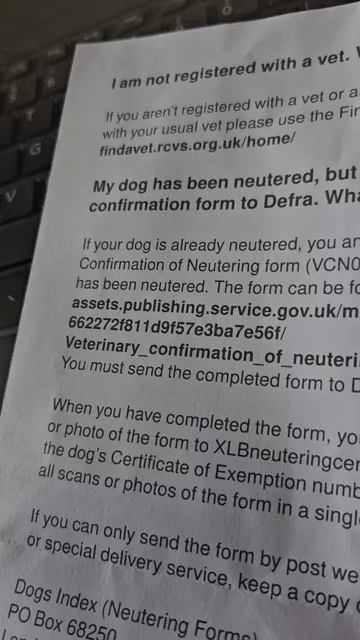 I am not registered with a vet.
If you aren't registered with a vet or a
with your usual vet please use the Fin
findavet.rcvs.org.uk/home/
My dog has been neutered, but
confirmation form to Defra. Wha
If your dog is already neutered, you
Confirmation of Neutering form (VCN0
has been neutered. The form can be fo
assets.publishing.service.gov.uk/m
662272f811d9f57e3ba7e56f/
Veterinary_confirmation_of_neuteri
You must send the completed form to D
When you have completed the form, yo
or photo of the form to XLBneuteringcer
the dog's Certificate of Exemption numb
all scans or photos of the form in a single
If you can only send the form by post we
or special delivery service, keep a copy
Dogs Index (Neutering Forms)
PO Box 68250